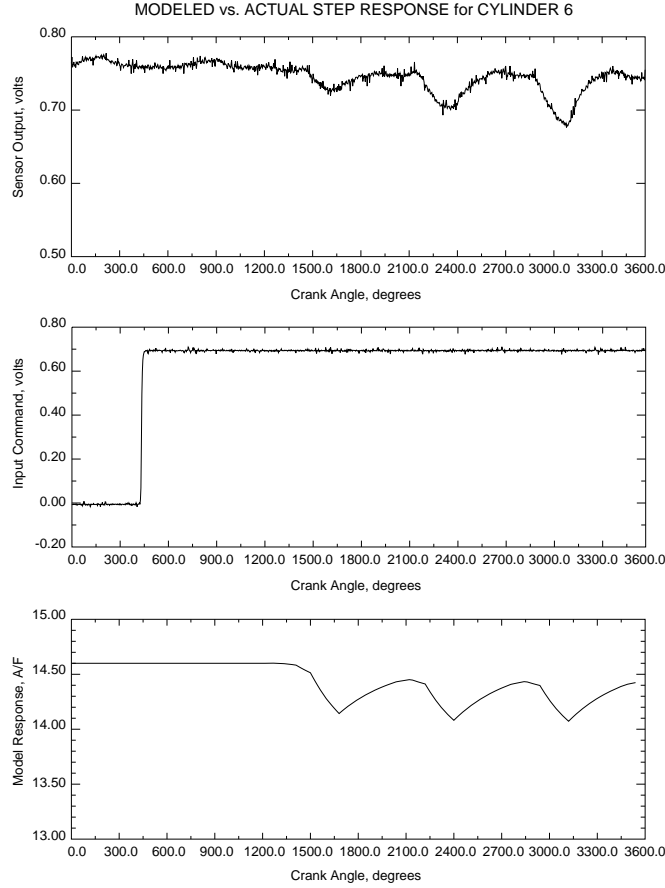 MODELED vs. ACTUAL STEP RESPONSE for CYLINDER 6
0.80
0.70
0.60
0.50
Sensor Output, volts
0.0 300.0 600.0 900.0 1200.0 1500.0 1800.0 2100.0 2400.0 2700.0 3000.0 3300.0 3600.0
Crank Angle, degrees
0.80
0.60
0.40
0.20
0.00
-0.20
Input Command, volts
0.0 300.0 600.0 900.0 1200.0 1500.0 1800.0 2100.0 2400.0 2700.0 3000.0 3300.0 3600.0
Crank Angle, degrees
15.00
14.50
14.00
13.50
13.00
Model Response, A/F
0.0 300.0 600.0 900.0 1200.0 1500.0 1800.0 2100.0 2400.0 2700.0 3000.0 3300.0 3600.0
Crank Angle, degrees